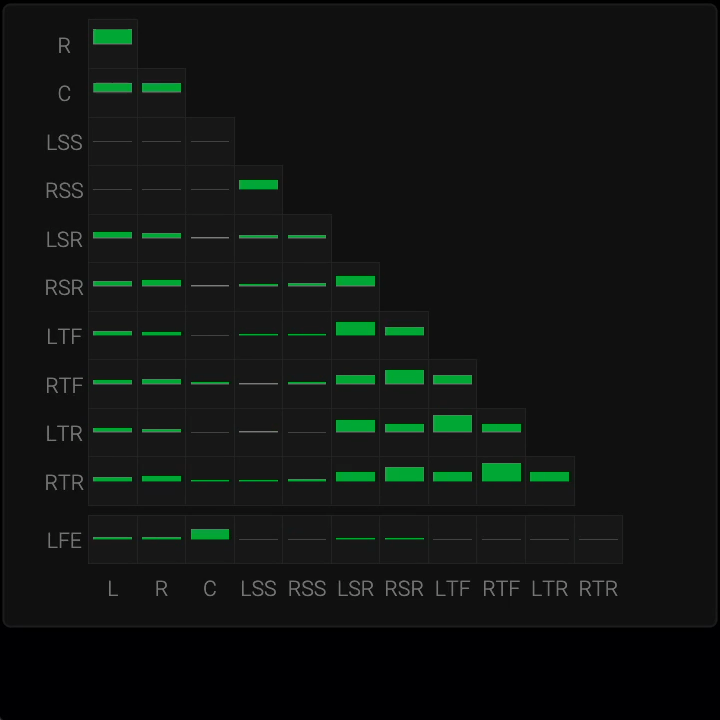 R
C
LSS
RSS
LSR
RSR
LTF
RTF
LTR
RTR
LFE
L R C LSS RSS LSR RSR LTF RTF LTR RTR